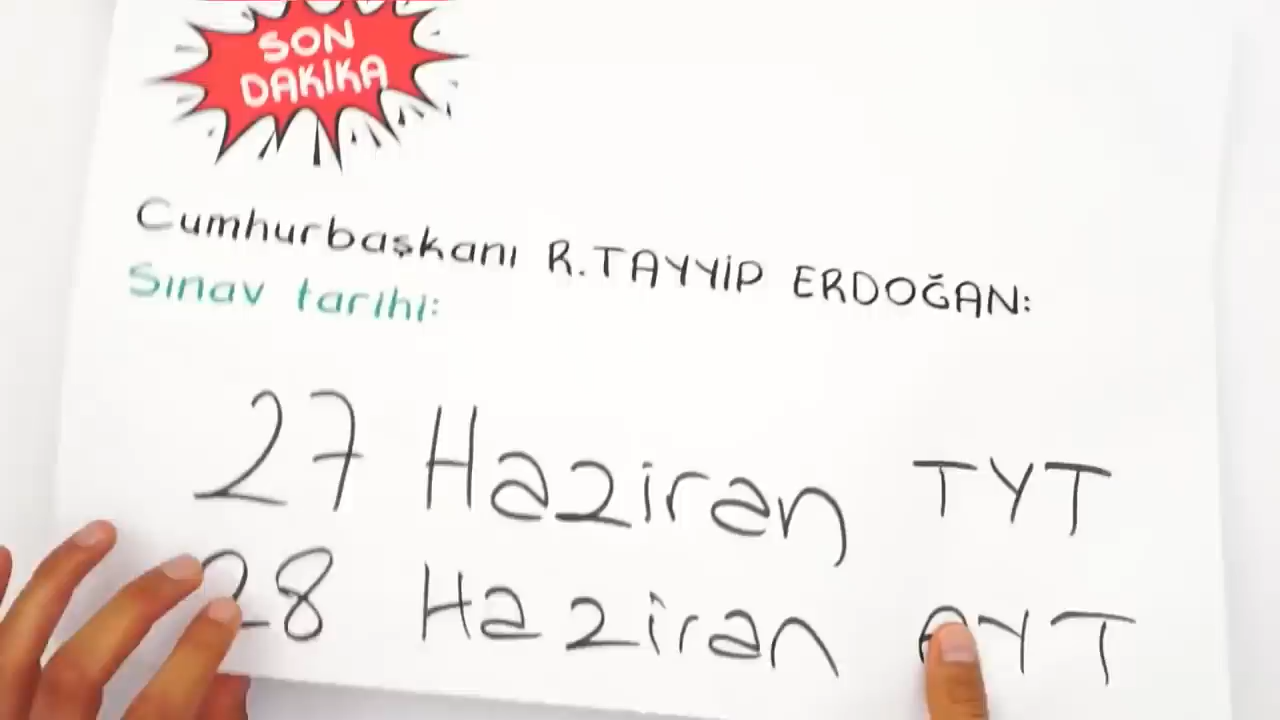 SON
DAKİKA
Cumhurbaşkanı R.TAYYİP ERDOĞAN:
Sınav tarihi:
27 Haziran TYT
28 Haziran AYT